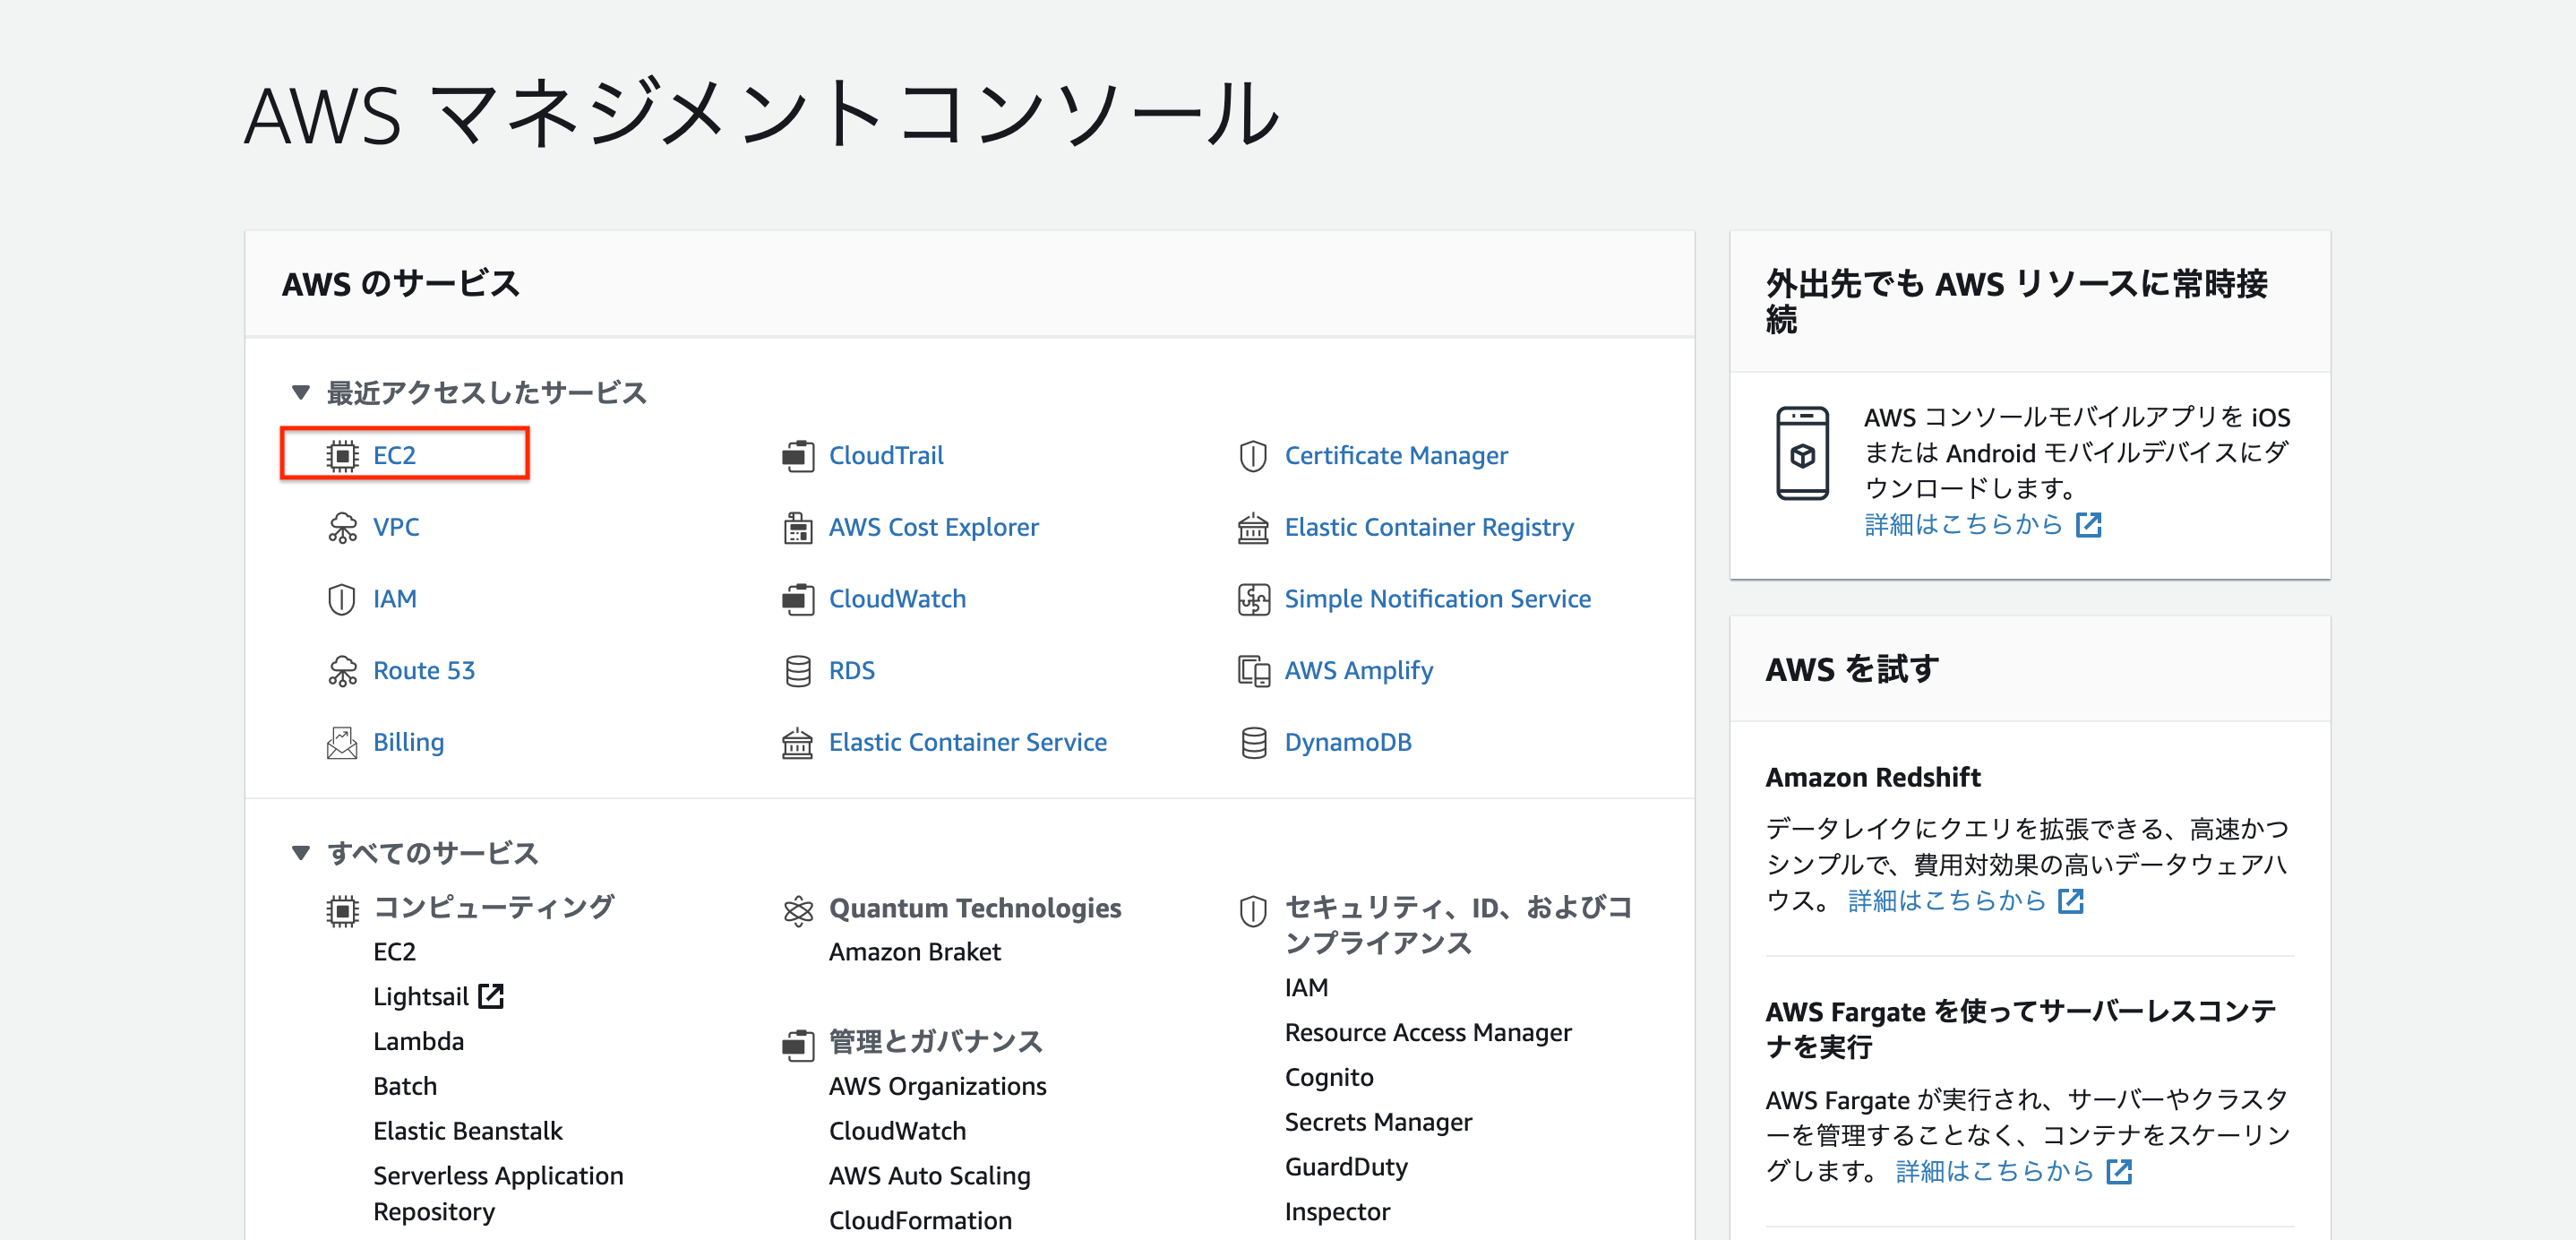 AWS マネジメントコンソール
AWS のサービス
最近アクセスしたサービス
EC2
VPC
IAM
Route 53
Billing
CloudTrail
AWS Cost Explorer
CloudWatch
RDS
Elastic Container Service
Certificate Manager
Elastic Container Registry
Simple Notification Service
AWS Amplify
DynamoDB
すべてのサービス
コンピューティング
EC2
Lightsail
Lambda
Batch
Elastic Beanstalk
Serverless Application
Repository
Quantum Technologies
Amazon Braket
管理とガバナンス
AWS Organizations
CloudWatch
AWS Auto Scaling
CloudFormation
セキュリティ、ID、およびコ
ンプライアンス
IAM
Resource Access Manager
Cognito
Secrets Manager
GuardDuty
Inspector
外出先でも AWS リソースに常時接
続
AWS コンソールモバイルアプリを iOS
または Android モバイルデバイスにダ
ウンロードします。
詳細はこちらから
AWS を試す
Amazon Redshift
データレイクにクエリを拡張できる、高速かつ
シンプルで、費用対効果の高いデータウェアハ
ウス。 詳細はこちらから
AWS Fargate を使ってサーバーレスコンテ
ナを実行
AWS Fargate が実行され、サーバーやクラスタ
ーを管理することなく、コンテナをスケーリン
グします。 詳細はこちらから